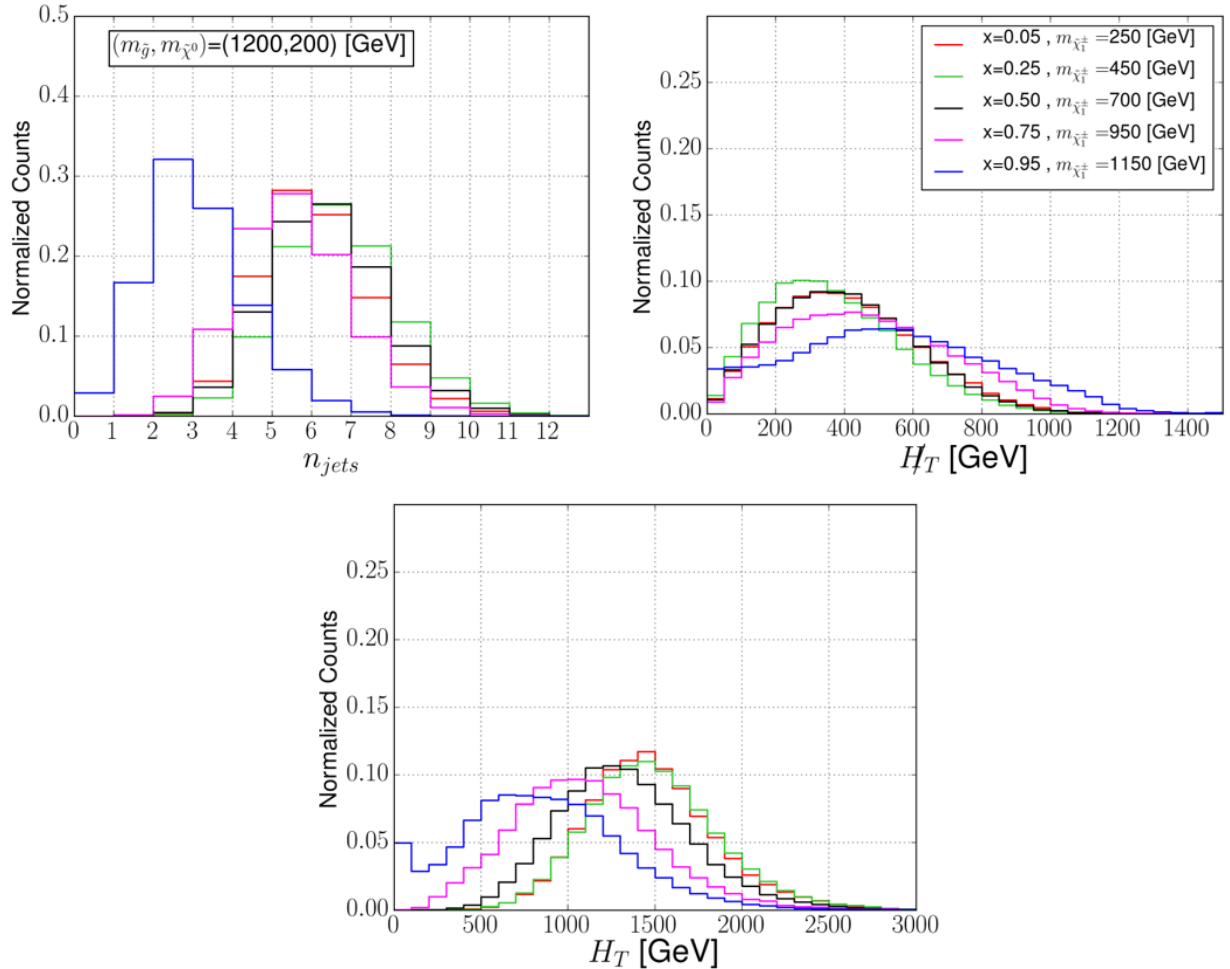 0.5
0.4
0.3
0.2
0.1
0.0
Normalized Counts
(m_g̃, m_χ̃⁰)=(1200,200) [GeV]
0 1 2 3 4 5 6 7 8 9 10 11 12
n_jets
0.25
0.20
0.15
0.10
0.05
0.00
Normalized Counts
x=0.05 , m_χ̃₁± =250 [GeV]
x=0.25 , m_χ̃₁± =450 [GeV]
x=0.50 , m_χ̃₁± =700 [GeV]
x=0.75 , m_χ̃₁± =950 [GeV]
x=0.95 , m_χ̃₁± =1150 [GeV]
0 200 400 600 800 1000 1200 1400
H̸_T [GeV]
0.25
0.20
0.15
0.10
0.05
0.00
Normalized Counts
0 500 1000 1500 2000 2500 3000
H_T [GeV]